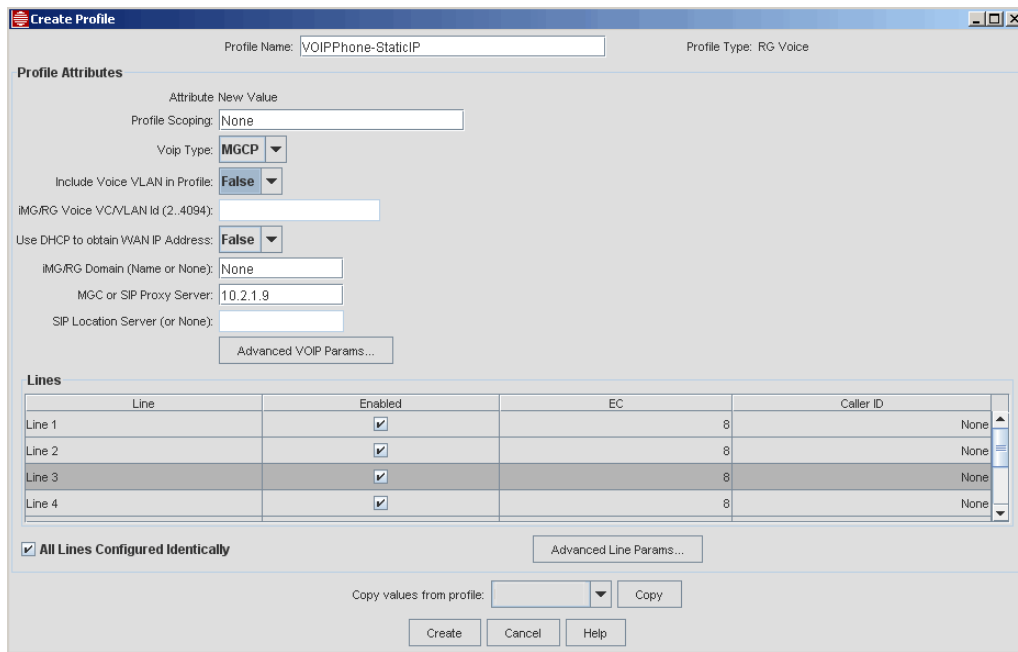 Create Profile
Profile Name: VOIPPhone-StaticIP Profile Type: RG Voice
Profile Attributes
Attribute New Value
Profile Scoping: None
Voip Type: MGCP
Include Voice VLAN in Profile: False
iMG/RG Voice VC/VLAN Id (2..4094):
Use DHCP to obtain WAN IP Address: False
iMG/RG Domain (Name or None): None
MGC or SIP Proxy Server: 10.2.1.9
SIP Location Server (or None):
Advanced VOIP Params...
Lines
Line Enabled EC Caller ID
Line 1 8 None
Line 2 8 None
Line 3 8 None
Line 4 8 None
All Lines Configured Identically Advanced Line Params...
Copy values from profile: Copy
Create Cancel Help